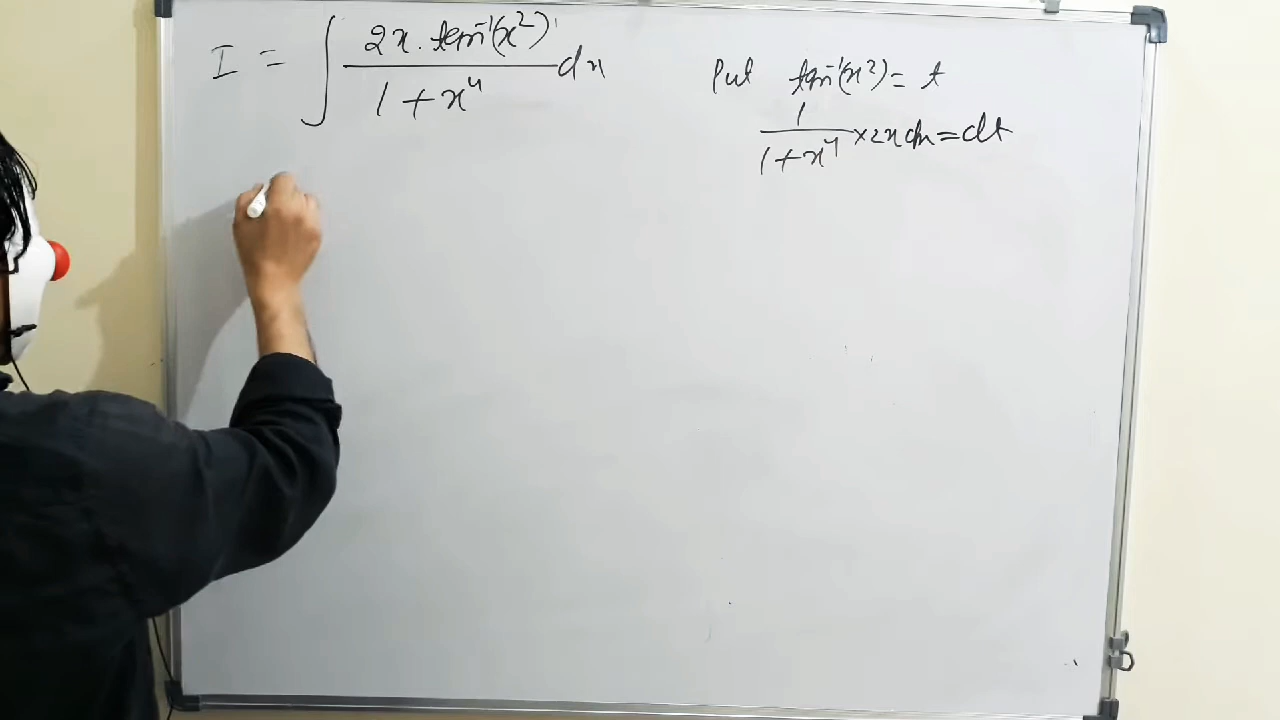 I = ∫ 2x . tan⁻¹(x²) / 1 + x⁴ dx
Put tan⁻¹(x²) = t
1 / 1 + x⁴ × 2x dx = dt